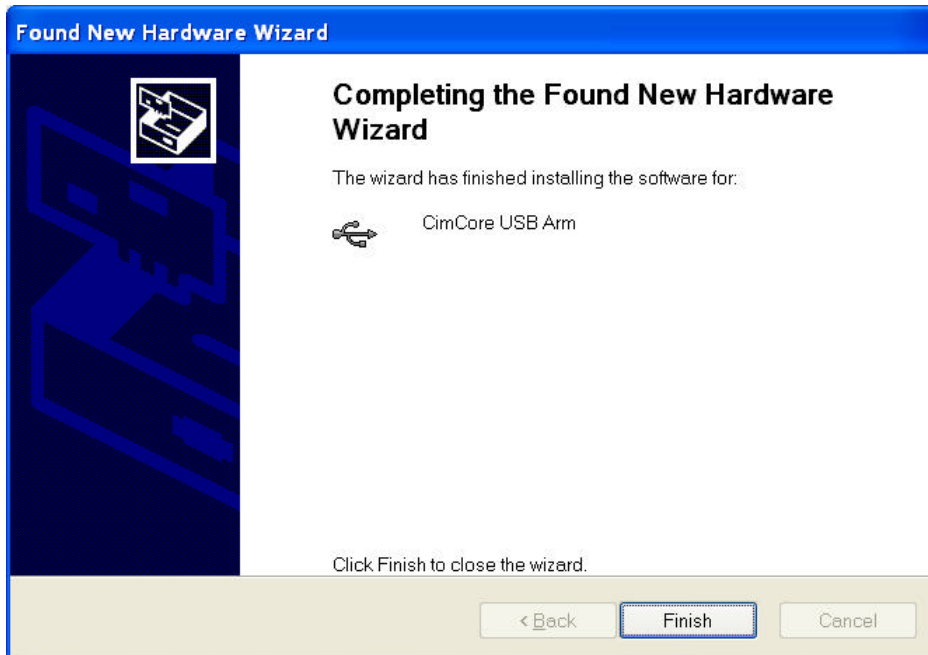 Found New Hardware Wizard
Completing the Found New Hardware
Wizard
The wizard has finished installing the software for:
CimCore USB Arm
Click Finish to close the wizard.
< Back
Finish
Cancel